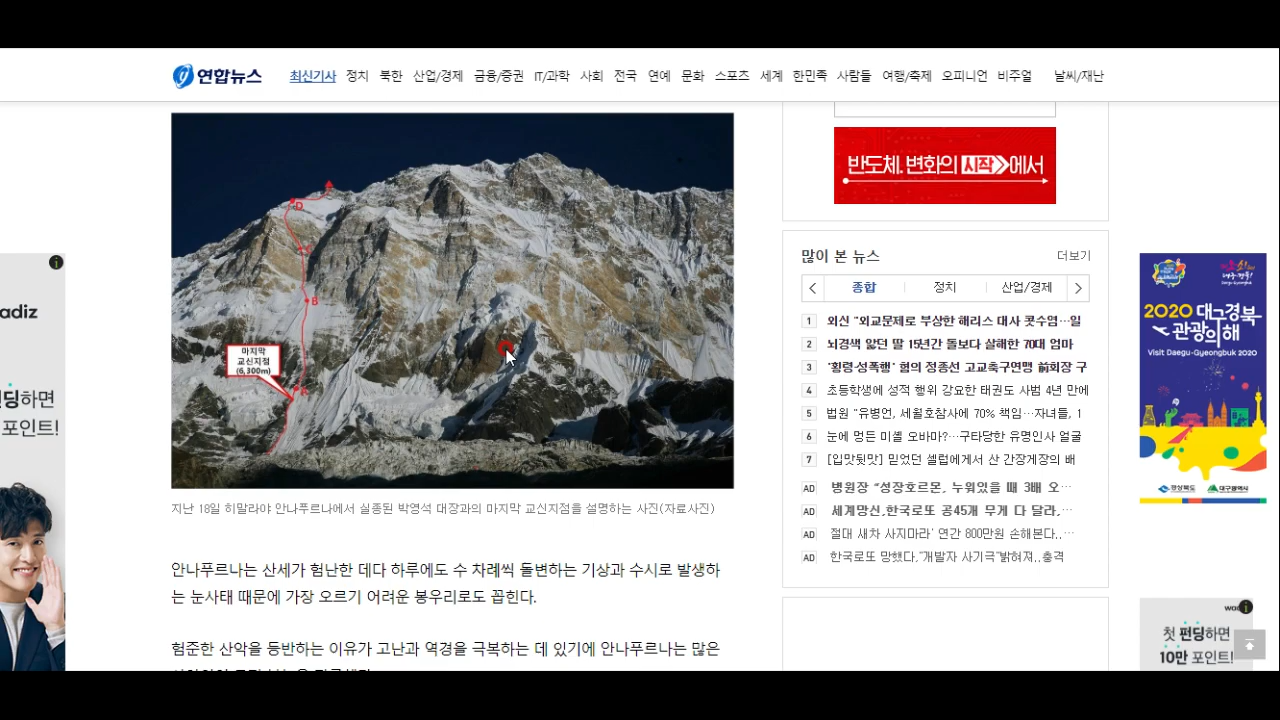 연합뉴스
최신기사 정치 북한 산업/경제 금융/증권 IT/과학 사회 전국 연예 문화 스포츠 세계 한민족 사람들 여행/축제 오피니언 비주얼 날씨/재난
반도체, 변화의 시작에서
D
B
마지막
교신지점
(6,300m)
지난 18일 히말라야 안나푸르나에서 실종된 박영석 대장과의 마지막 교신지점을 설명하는 사진(자료사진)
안나푸르나는 산세가 험난한 데다 하루에도 수 차례씩 돌변하는 기상과 수시로 발생하
는 눈사태 때문에 가장 오르기 어려운 봉우리로도 꼽힌다.
험준한 산악을 등반하는 이유가 고난과 역경을 극복하는 데 있기에 안나푸르나는 많은
많이 본 뉴스 더보기
종합 정치 산업/경제
1 외신 "외교문제로 부상한 해리스 대사 콧수염…일
2 뇌경색 앓던 딸 15년간 돌보다 살해한 70대 엄마
3 '횡령·성폭행' 혐의 정종선 고교축구연맹 前회장 구
4 초등학생에 성적 행위 강요한 태권도 사범 4년 만에
5 법원 "유병언, 세월호참사에 70% 책임…자녀들, 1
6 눈에 멍든 미셸 오바마?…구타당한 유명인사 얼굴
7 [입맛뒷맛] 믿었던 셀럽에게서 산 간장게장의 배
AD 병원장 "성장호르몬, 누워있을 때 3배 오…
AD 세계망신,한국로또 공45개 무게 다 달라,…
AD 절대 새차 사지마라' 연간 800만원 손해본다,,…
AD 한국로또 망했다,"개발자 사기극"밝혀져,,충격
adiz
딩하면
포인트!
2020 대구경북
관광의해
Visit Daegu-Gyeongbuk 2020
경상북도 대구광역시
첫 펀딩하면
10만 포인트!